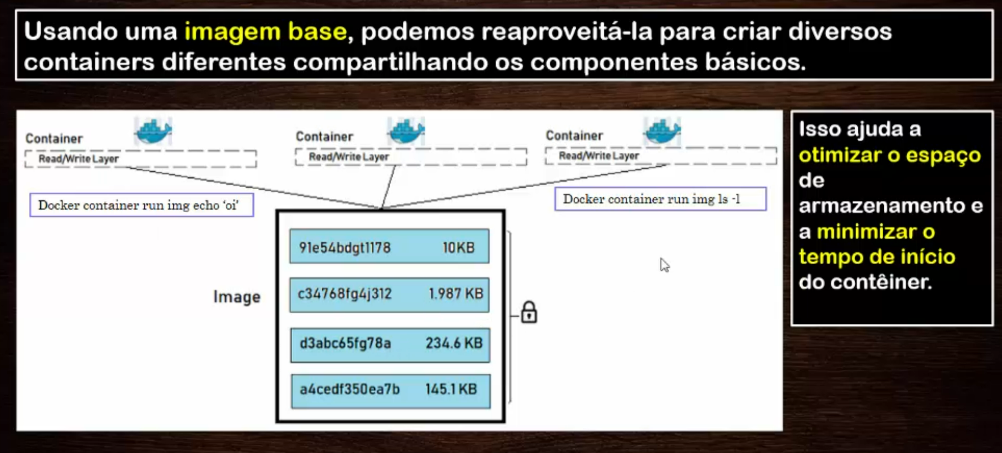 Usando uma imagem base, podemos reaproveitá-la para criar diversos
containers diferentes compartilhando os componentes básicos.
Container
Read/Write Layer
Container
Read/Write Layer
Container
Read/Write Layer
Docker container run img echo ‘oi’
Docker container run img ls -l
Image
91e54bdgt1178 10KB
c34768fg4j312 1.987 KB
d3abc65fg78a 234.6 KB
a4cedf350ea7b 145.1 KB
Isso ajuda a
otimizar o espaço
de
armazenamento e
a minimizar o
tempo de início
do contêiner.